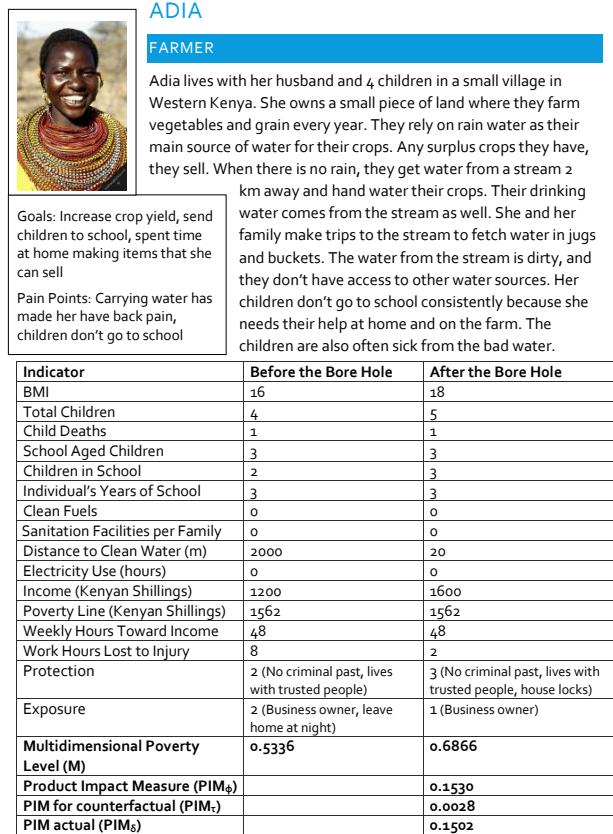 ADIA
FARMER
Adia lives with her husband and 4 children in a small village in
Western Kenya. She owns a small piece of land where they farm
vegetables and grain every year. They rely on rain water as their
main source of water for their crops. Any surplus crops they have,
they sell. When there is no rain, they get water from a stream 2
km away and hand water their crops. Their drinking
water comes from the stream as well. She and her
family make trips to the stream to fetch water in jugs
and buckets. The water from the stream is dirty, and
they don't have access to other water sources. Her
children don't go to school consistently because she
needs their help at home and on the farm. The
children are also often sick from the bad water.
Goals: Increase crop yield, send
children to school, spent time
at home making items that she
can sell
Pain Points: Carrying water has
made her have back pain,
children don't go to school
Indicator Before the Bore Hole After the Bore Hole
BMI 16 18
Total Children 4 5
Child Deaths 1 1
School Aged Children 3 3
Children in School 2 3
Individual's Years of School 3 3
Clean Fuels 0 0
Sanitation Facilities per Family 0 0
Distance to Clean Water (m) 2000 20
Electricity Use (hours) 0 0
Income (Kenyan Shillings) 1200 1600
Poverty Line (Kenyan Shillings) 1562 1562
Weekly Hours Toward Income 48 48
Work Hours Lost to Injury 8 2
Protection 2 (No criminal past, lives 3 (No criminal past, lives with
with trusted people) trusted people, house locks)
Exposure 2 (Business owner, leave 1 (Business owner)
home at night)
Multidimensional Poverty 0.5336 0.6866
Level (M)
Product Impact Measure (PIMϕ) 0.1530
PIM for counterfactual (PIMτ) 0.0028
PIM actual (PIMδ) 0.1502